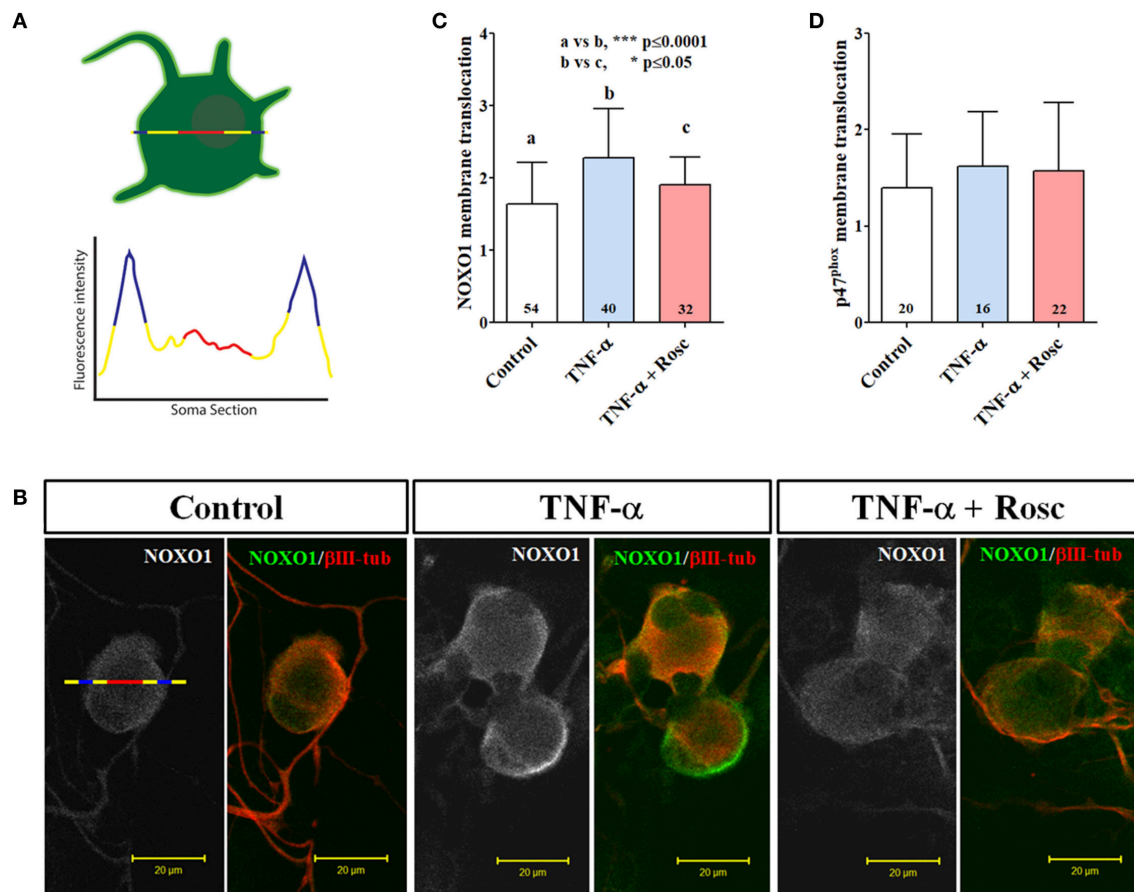 A
Fluorescence intensity
Soma Section
C
NOXO1 membrane translocation
4
3
2
1
0
a vs b, *** p≤0.0001
b vs c, * p≤0.05
a
b
c
54
40
32
Control
TNF-α
TNF-α + Rosc
D
p47phox membrane translocation
3
2
1
0
20
16
22
Control
TNF-α
TNF-α + Rosc
B
Control
TNF-α
TNF-α + Rosc
NOXO1
NOXO1/βIII-tub
NOXO1
NOXO1/βIII-tub
NOXO1
NOXO1/βIII-tub
20 µm
20 µm
20 µm
20 µm
20 µm
20 µm